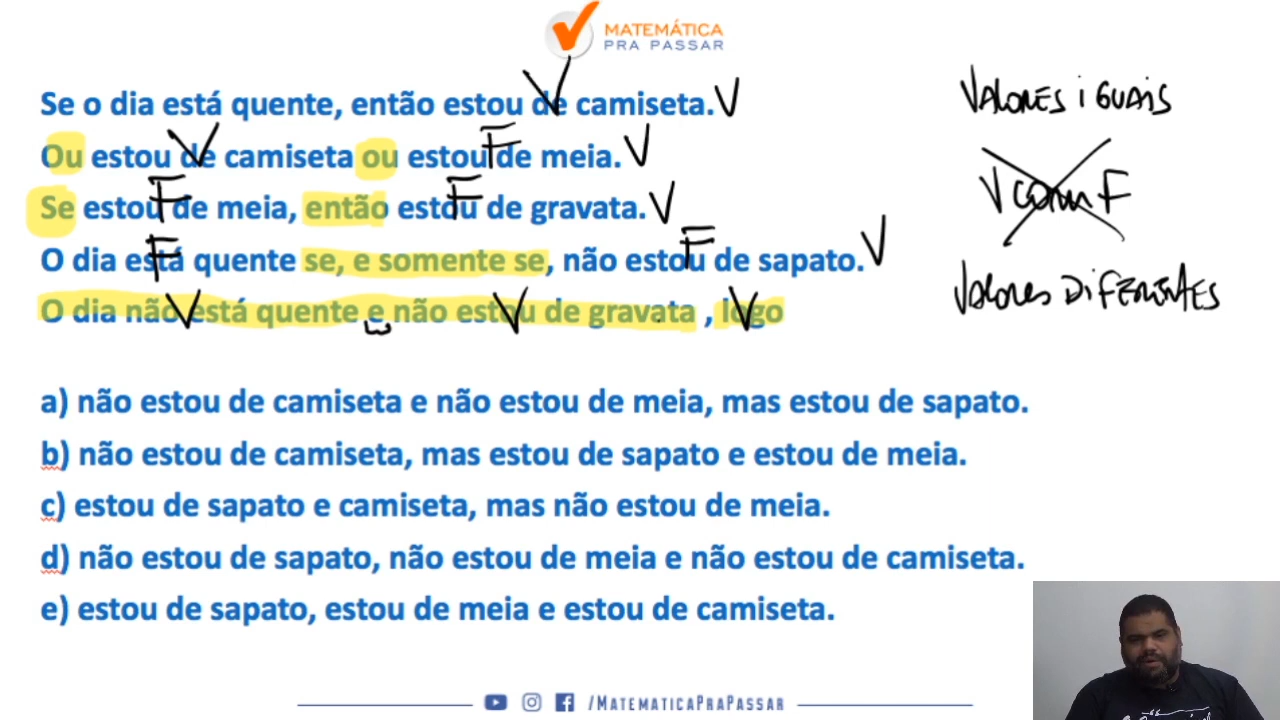 MATEMÁTICA
PRA PASSAR
V
Se o dia está quente, então estou de camiseta. V
V F
Ou estou de camiseta ou estou de meia. V
F F
Se estou de meia, então estou de gravata. V
F F
O dia está quente se, e somente se, não estou de sapato. V
V V V
O dia não está quente e não estou de gravata , logo
VALORES iGUAiS
V com F
VALORES DiFERENTES
a) não estou de camiseta e não estou de meia, mas estou de sapato.
b) não estou de camiseta, mas estou de sapato e estou de meia.
c) estou de sapato e camiseta, mas não estou de meia.
d) não estou de sapato, não estou de meia e não estou de camiseta.
e) estou de sapato, estou de meia e estou de camiseta.
/MatematicaPraPassar